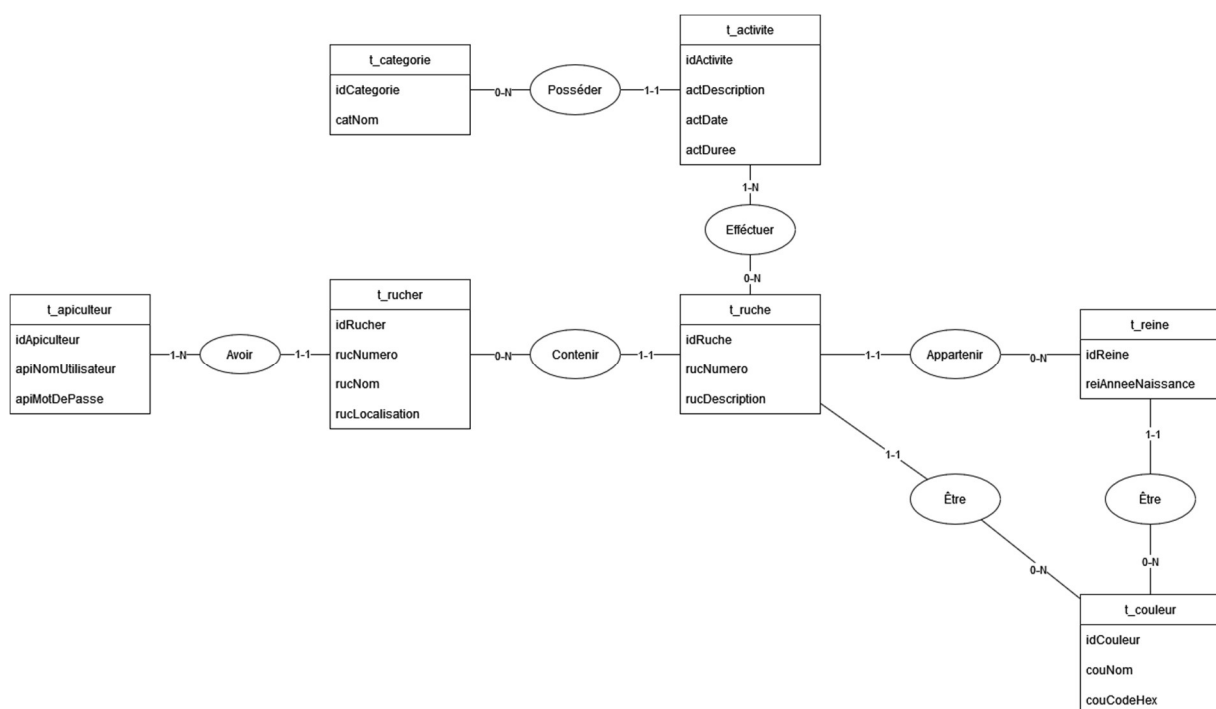 t_activite
idActivite
actDescription
actDate
actDuree
t_categorie
idCategorie
catNom
0-N
Posséder
1-1
1-N
Efféctuer
0-N
t_apiculteur
idApiculteur
apiNomUtilisateur
apiMotDePasse
1-N
Avoir
1-1
t_rucher
idRucher
rucNumero
rucNom
rucLocalisation
0-N
Contenir
1-1
t_ruche
idRuche
rucNumero
rucDescription
1-1
Appartenir
0-N
t_reine
idReine
reiAnneeNaissance
1-1
Être
0-N
1-1
Être
0-N
t_couleur
idCouleur
couNom
couCodeHex